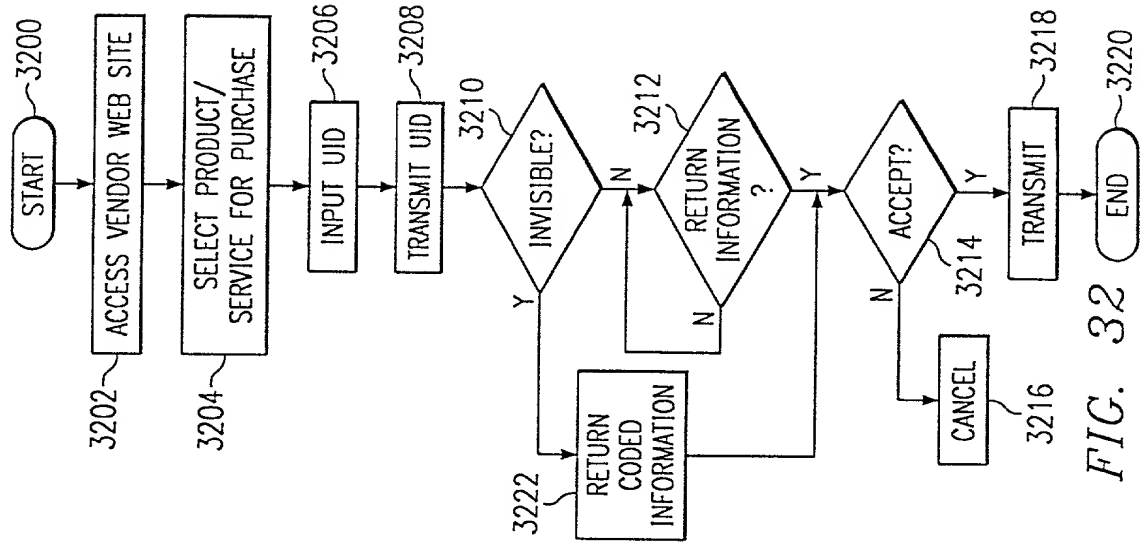 START
3200
ACCESS VENDOR WEB SITE
3202
SELECT PRODUCT/
SERVICE FOR PURCHASE
3204
INPUT UID
3206
TRANSMIT UID
3208
INVISIBLE?
3210
Y
N
RETURN
CODED
INFORMATION
3222
RETURN
INFORMATION
?
3212
N
Y
ACCEPT?
3214
N
Y
CANCEL
3216
TRANSMIT
3218
END
3220
FIG. 32